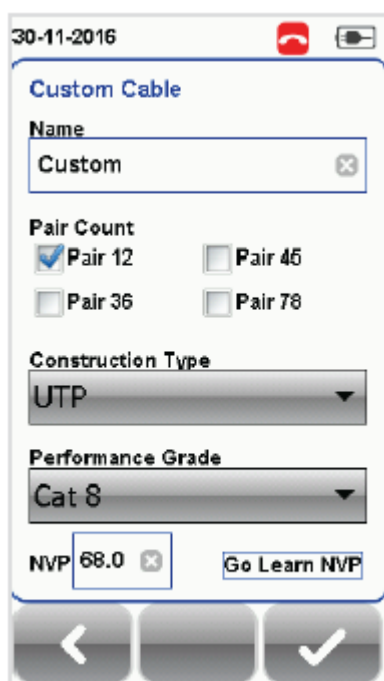 30-11-2016
Custom Cable
Name
Custom
Pair Count
Pair 12 Pair 45
Pair 36 Pair 78
Construction Type
UTP
Performance Grade
Cat 8
NVP 68.0 Go Learn NVP